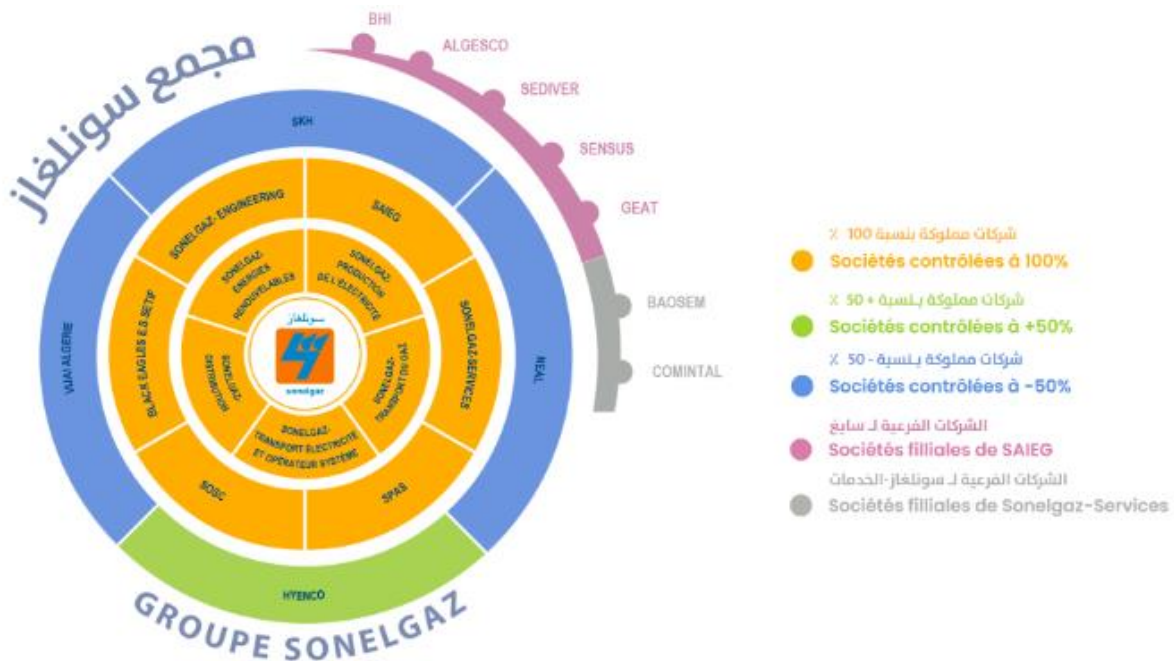 مجمع سونلغاز
BHI
ALGESCO
SEDIVER
SENSUS
GEAT
BAOSEM
COMINTAL
SKH
NEAL
HYENCO
VIJAI ALGERIE
SAIEG
SONELGAZ-SERVICES
SPAS
SOSC
BLACK EAGLES E.S.SETIF
SONELGAZ- ENGINEERING
SONELGAZ-
PRODUCTION
DE L'ÉLECTRICITÉ
SONELGAZ-
TRANSPORT DU GAZ
SONELGAZ-
TRANSPORT ÉLECTRICITÉ
ET OPÉRATEUR SYSTÈME
SONELGAZ-
DISTRIBUTION
SONELGAZ-
ENERGIES
RENOUVELABLES
سونلغاز
sonelgaz
GROUPE SONELGAZ
شركات مملوكة بنسبة 100 %
Sociétés contrôlées à 100%
شركات مملوكة بنسبة + 50 %
Sociétés contrôlées à +50%
شركات مملوكة بنسبة - 50 %
Sociétés contrôlées à -50%
الشركات الفرعية لـ سايغ
Sociétés filliales de SAIEG
الشركات الفرعية لـ سونلغاز-الخدمات
Sociétés filliales de Sonelgaz-Services